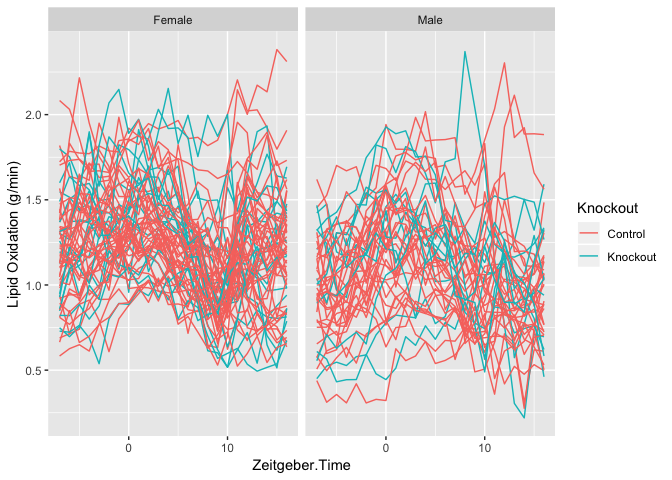 Female
Male
2.0
1.5
1.0
0.5
Lipid Oxidation (g/min)
0
10
0
10
Zeitgeber.Time
Knockout
Control
Knockout